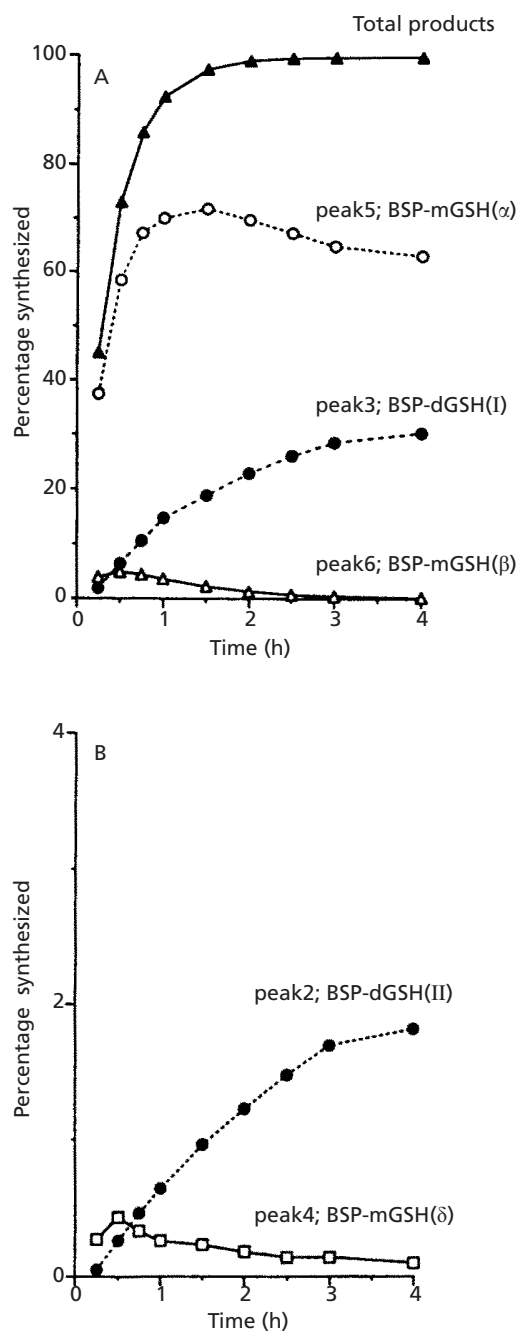 Total products
100
A
80
peak5; BSP-mGSH(α)
60
Percentage synthesized
40
peak3; BSP-dGSH(I)
20
peak6; BSP-mGSH(β)
0
0 1 2 3 4
Time (h)
4
B
Percentage synthesized
2
peak2; BSP-dGSH(II)
peak4; BSP-mGSH(δ)
0
0 1 2 3 4
Time (h)